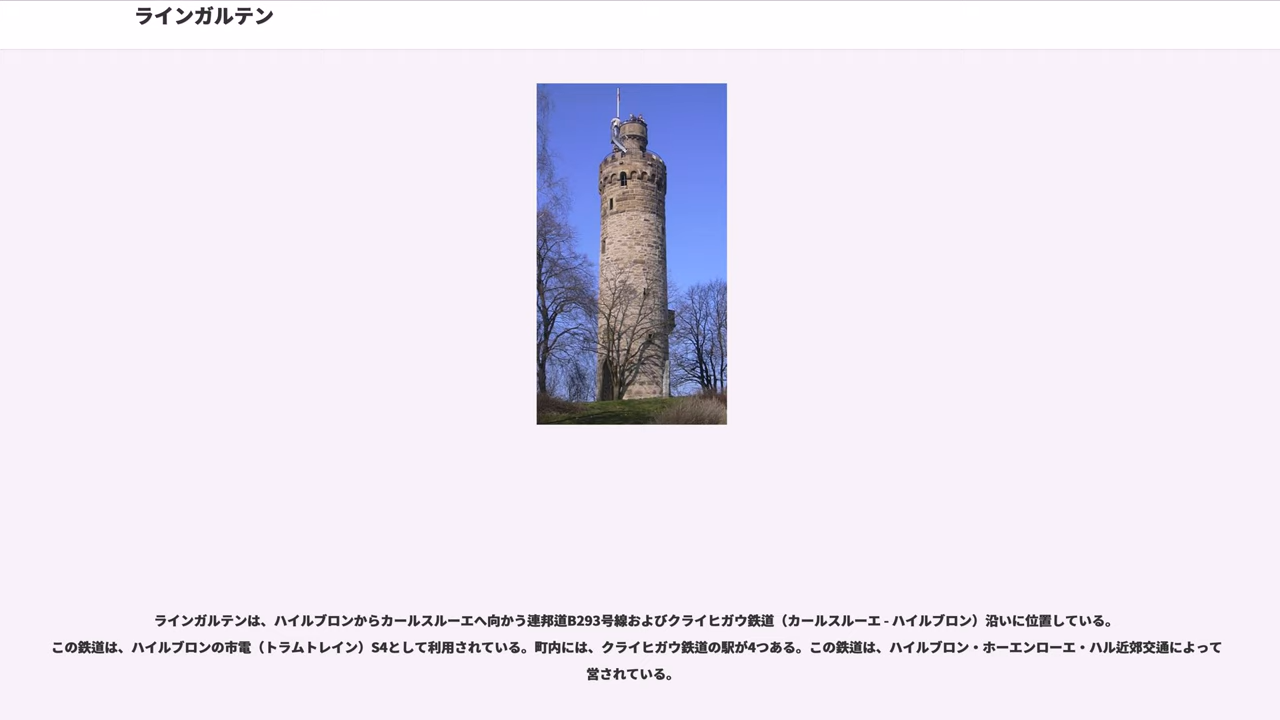 ラインガルテン
ラインガルテンは、ハイルブロンからカールスルーエへ向かう連邦道B293号線およびクライヒガウ鉄道（カールスルーエ - ハイルブロン）沿いに位置している。
この鉄道は、ハイルブロンの市電（トラムトレイン）S4として利用されている。町内には、クライヒガウ鉄道の駅が4つある。この鉄道は、ハイルブロン・ホーエンローエ・ハル近郊交通によって
営されている。